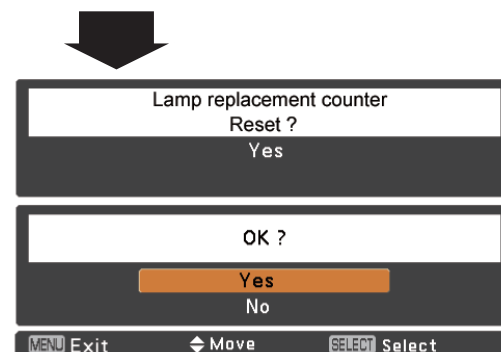 Lamp replacement counter
Reset ?
Yes
OK ?
Yes
No
MENU Exit Move SELECT Select